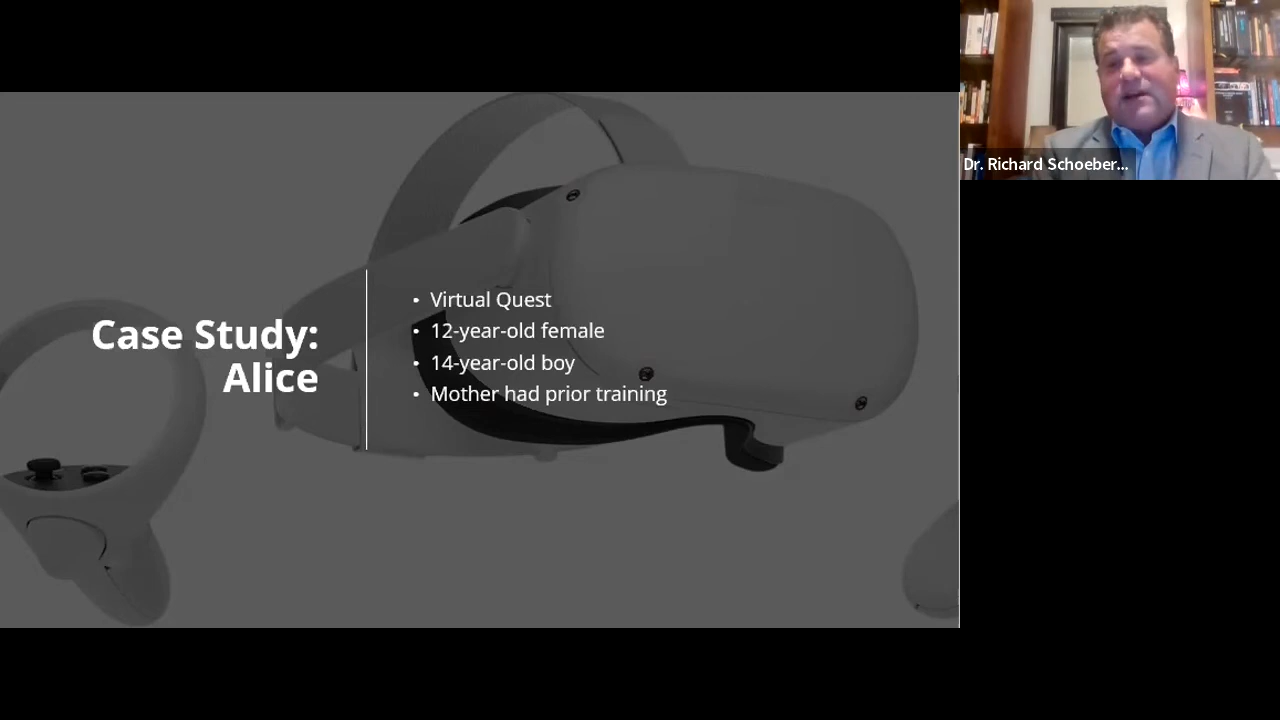 Case Study:
Alice
• Virtual Quest
• 12-year-old female
• 14-year-old boy
• Mother had prior training
Dr. Richard Schoeber...